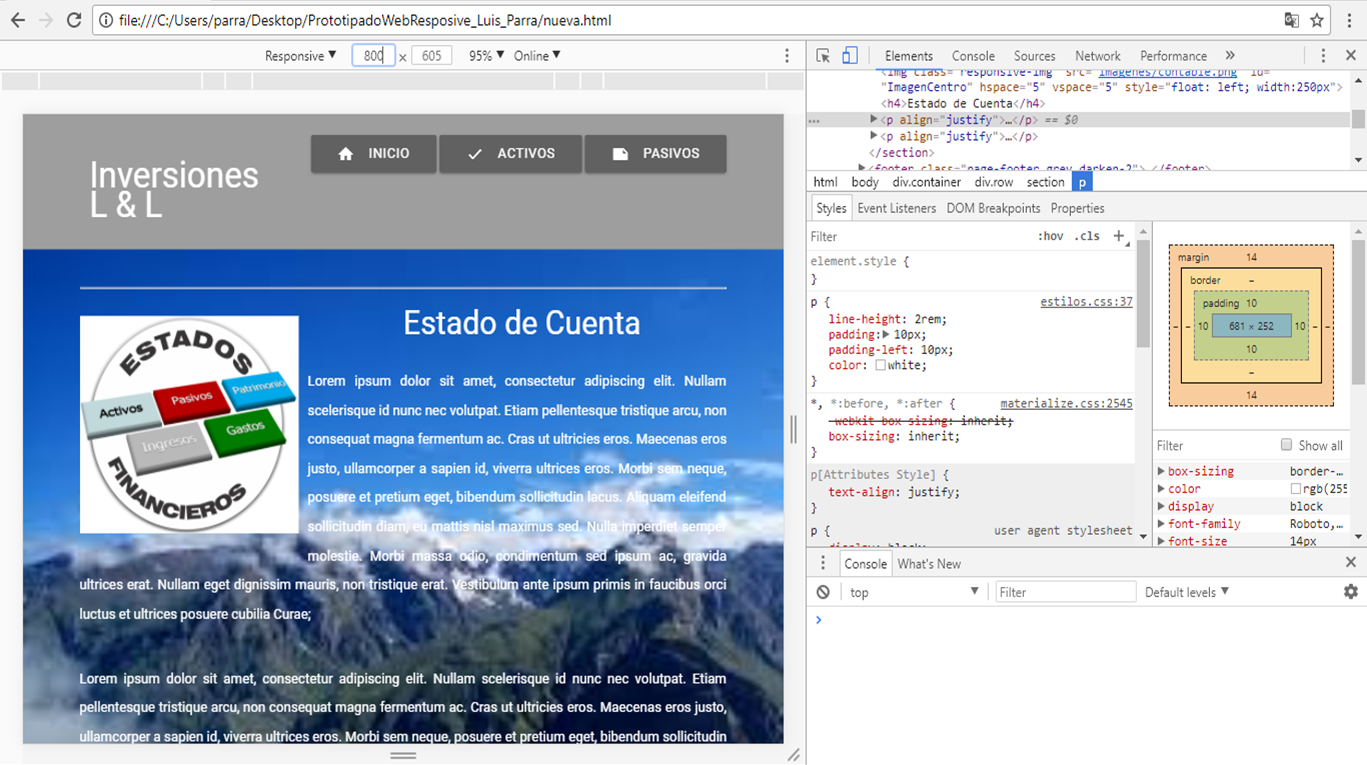 file:///C:/Users/parra/Desktop/PrototipadoWebResposive_Luis_Parra/nueva.html
Responsive ▼ 800 × 605 95% ▼ Online ▼
INICIO ACTIVOS PASIVOS
Inversiones
L & L
Estado de Cuenta
ESTADOS
Activos Pasivos Patrimonio
Ingresos Gastos
FINANCIEROS
Lorem ipsum dolor sit amet, consectetur adipiscing elit. Nullam
scelerisque id nunc nec volutpat. Etiam pellentesque tristique arcu, non
consequat magna fermentum ac. Cras ut ultricies eros. Maecenas eros
justo, ullamcorper a sapien id, viverra ultrices eros. Morbi sem neque,
posuere et pretium eget, bibendum sollicitudin lacus. Aliquam eleifend
sollicitudin diam, eu mattis nisl maximus sed. Nulla imperdiet semper
molestie. Morbi massa odio, condimentum sed ipsum ac, gravida
ultrices erat. Nullam eget dignissim mauris, non tristique erat. Vestibulum ante ipsum primis in faucibus orci
luctus et ultrices posuere cubilia Curae;
Lorem ipsum dolor sit amet, consectetur adipiscing elit. Nullam scelerisque id nunc nec volutpat. Etiam
pellentesque tristique arcu, non consequat magna fermentum ac. Cras ut ultricies eros. Maecenas eros justo,
ullamcorper a sapien id, viverra ultrices eros. Morbi sem neque, posuere et pretium eget, bibendum sollicitudin
Elements Console Sources Network Performance »
<img class="responsive-img" src="imagenes/contable.png" id=
"ImagenCentro" hspace="5" vspace="5" style="float: left; width:250px">
<h4>Estado de Cuenta</h4>
... ▶<p align="justify">…</p> == $0
▶<p align="justify">…</p>
</section>
▶<footer class="page-footer grey darken-2">…</footer>
html body div.container div.row section p
Styles Event Listeners DOM Breakpoints Properties
Filter :hov .cls +
element.style {
}
p { estilos.css:37
line-height: 2rem;
padding:▶ 10px;
padding-left: 10px;
color: white;
}
*, *:before, *:after { materialize.css:2545
-webkit-box-sizing: inherit;
box-sizing: inherit;
}
p[Attributes Style] {
text-align: justify;
}
p { user agent stylesheet
display: block;
margin 14
border –
padding 10
– – 10 681 × 252 10 – –
10
–
14
Filter Show all
▶ box-sizing border-…
▶ color rgb(255
▶ display block
▶ font-family Roboto,…
▶ font-size 14px
Console What's New
top ▼ Filter Default levels ▼